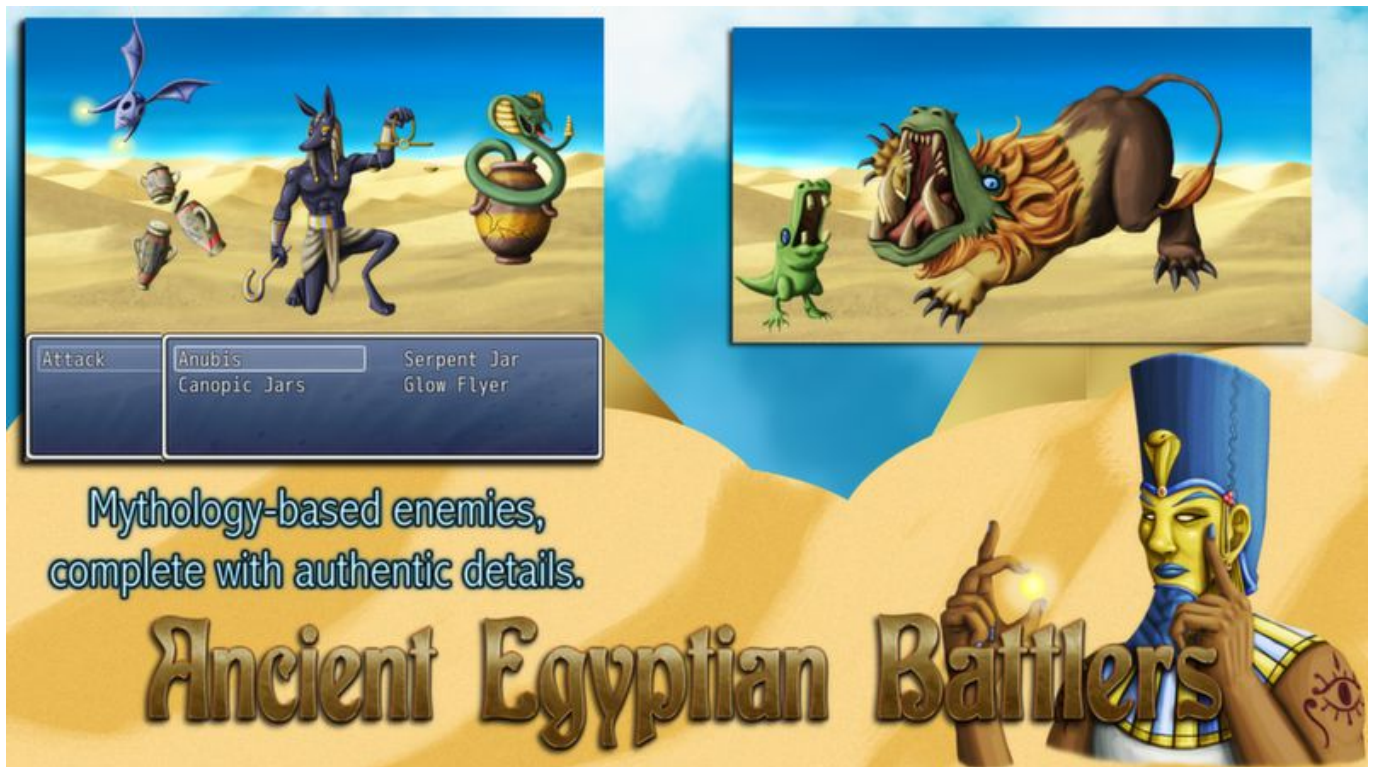 Attack
Anubis Serpent Jar
Canopic Jars Glow Flyer
Mythology-based enemies,
complete with authentic details.
Ancient Egyptian Battlers